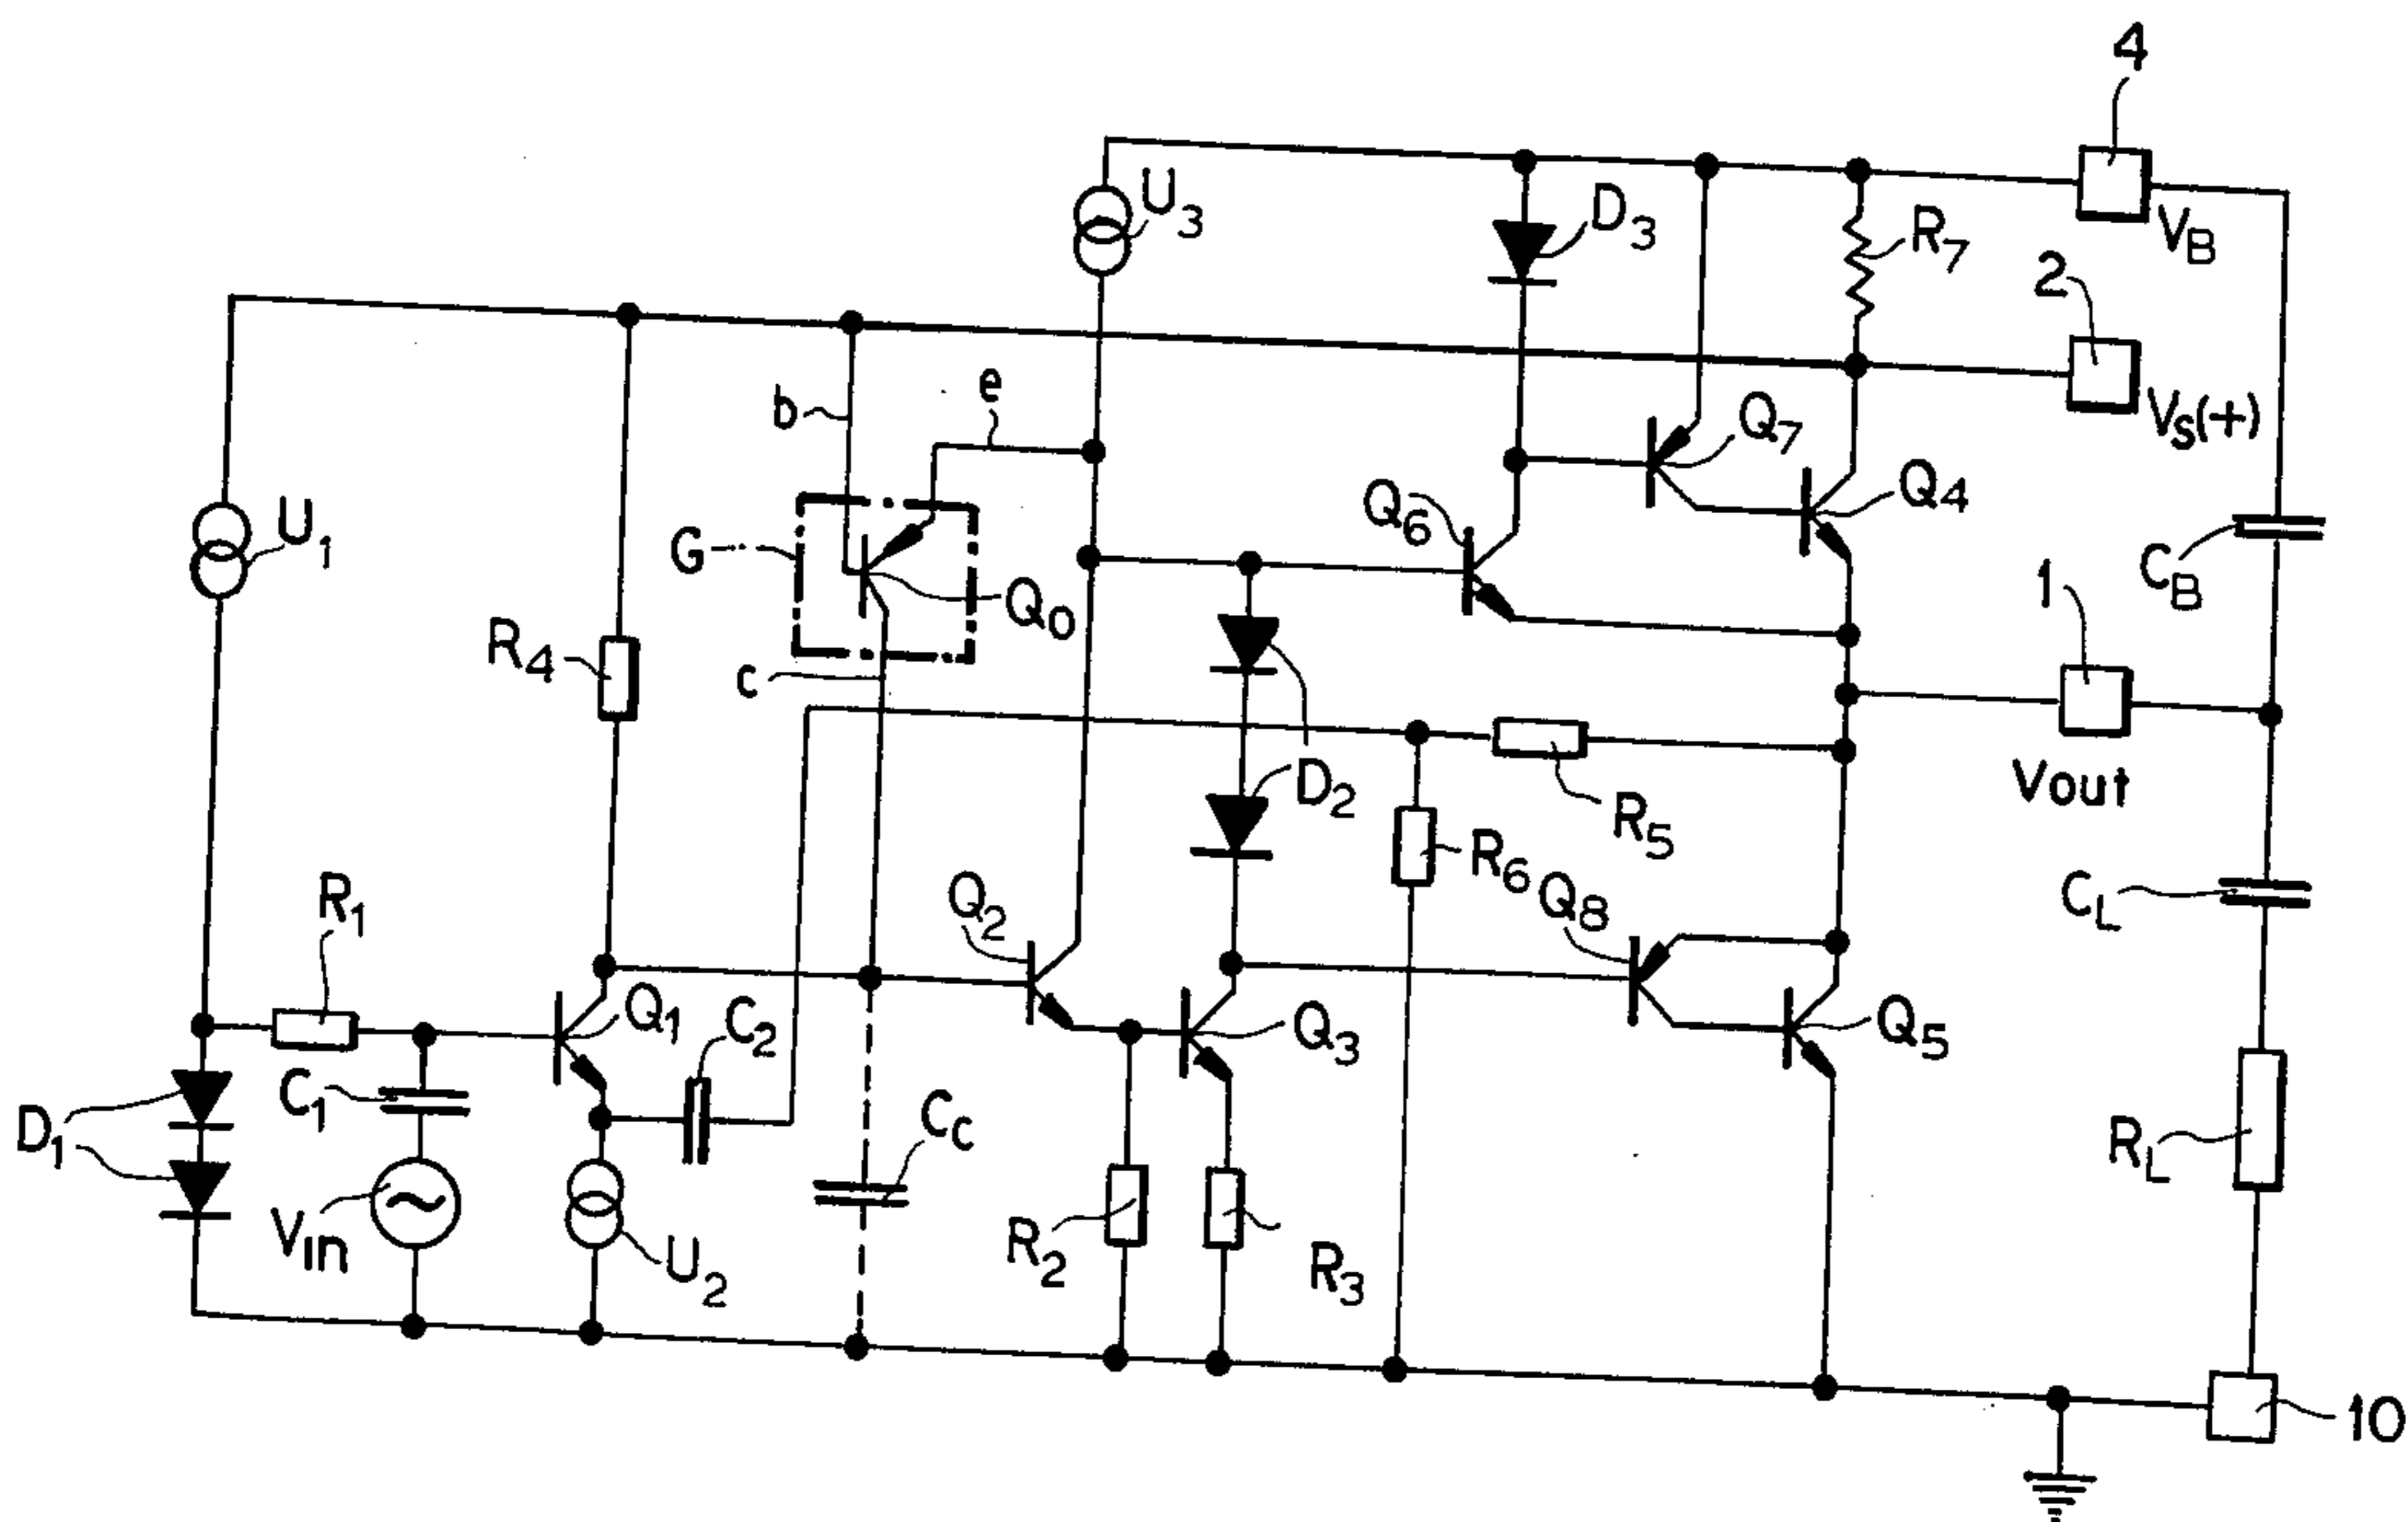 4
U3
D3
R7
VB
2
Vs(+)
b
e
Q7
Q4
Q6
U1
G
Q0
CB
1
R4
c
D2
Vout
R5
R6
Q8
CL
R1
Q2
Q1
C2
Q3
Q5
D1
C1
Cc
RL
Vin
U2
R2
R3
10